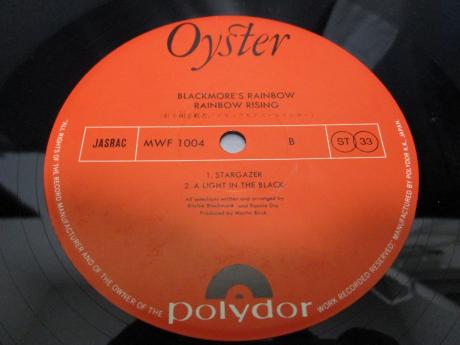 Oyster
BLACKMORE'S RAINBOW
RAINBOW RISING
JASRAC
MWF 1004
B
ST 33
1. STARGAZER
2. A LIGHT IN THE BLACK
All selections written and arranged by
Ritchie Blackmore and Ronnie Dio
Produced by Martin Birch
polydor
"ALL RIGHTS OF THE RECORD MANUFACTURER AND OF THE OWNER OF THE WORK RECORDED RESERVED" MANUFACTURED BY POLYDOR K.K., JAPAN.